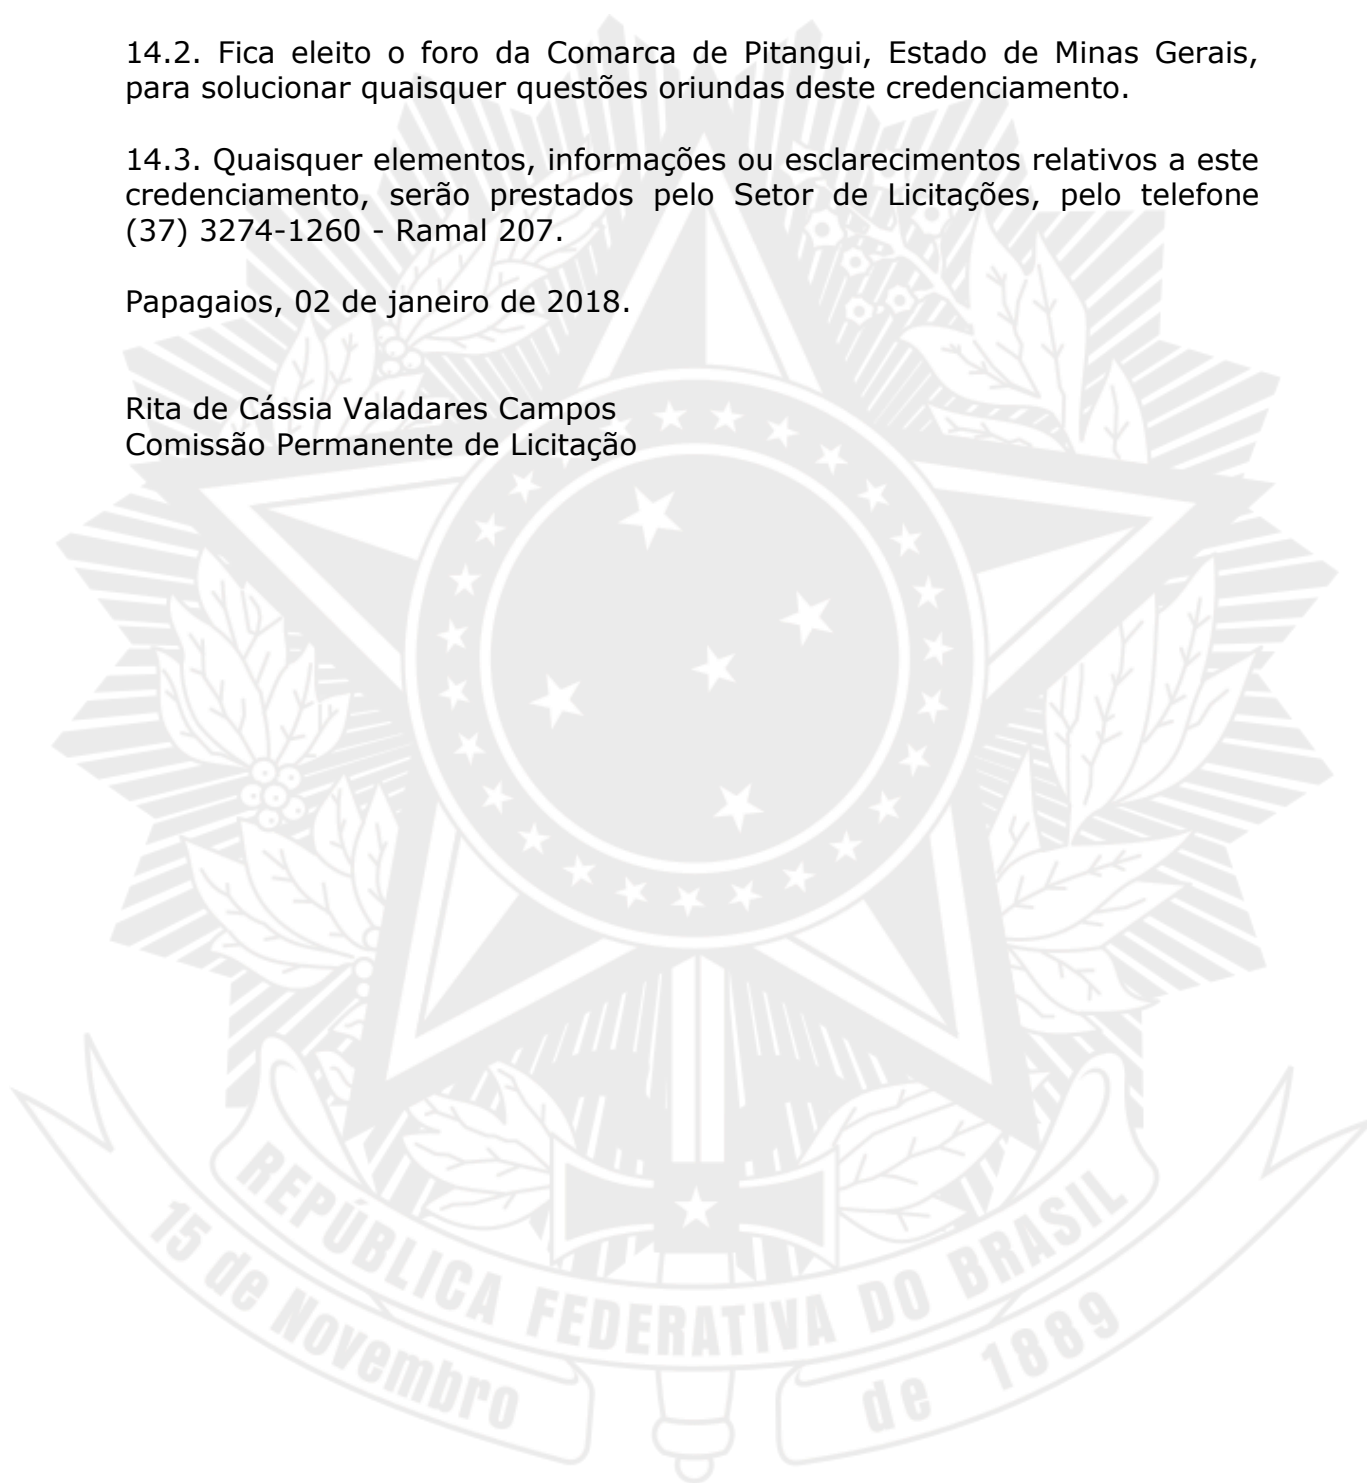 14.2. Fica eleito o foro da Comarca de Pitangui, Estado de Minas Gerais,
para solucionar quaisquer questões oriundas deste credenciamento.
14.3. Quaisquer elementos, informações ou esclarecimentos relativos a este
credenciamento, serão prestados pelo Setor de Licitações, pelo telefone
(37) 3274-1260 - Ramal 207.
Papagaios, 02 de janeiro de 2018.
Rita de Cássia Valadares Campos
Comissão Permanente de Licitação
REPÚBLICA FEDERATIVA DO BRASIL
15 de Novembro de 1889